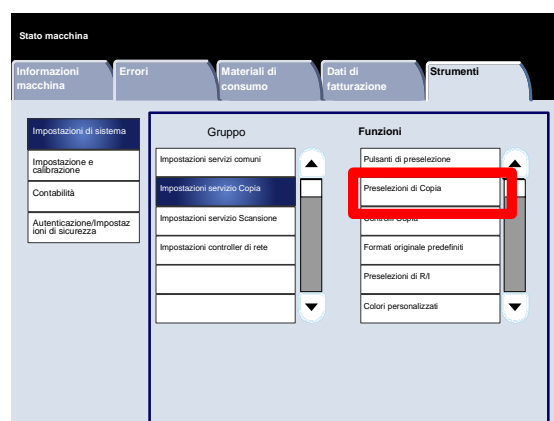 Stato macchina
Informazioni macchina
Errori
Materiali di consumo
Dati di fatturazione
Strumenti
Impostazioni di sistema
Impostazione e calibrazione
Contabilità
Autenticazione/Impostaz
ioni di sicurezza
Gruppo
Impostazioni servizi comuni
Impostazioni servizio Copia
Impostazioni servizio Scansione
Impostazioni controller di rete
Funzioni
Pulsanti di preselezione
Preselezioni di Copia
Controlli Copia
Formati originale predefiniti
Preselezioni di R/I
Colori personalizzati